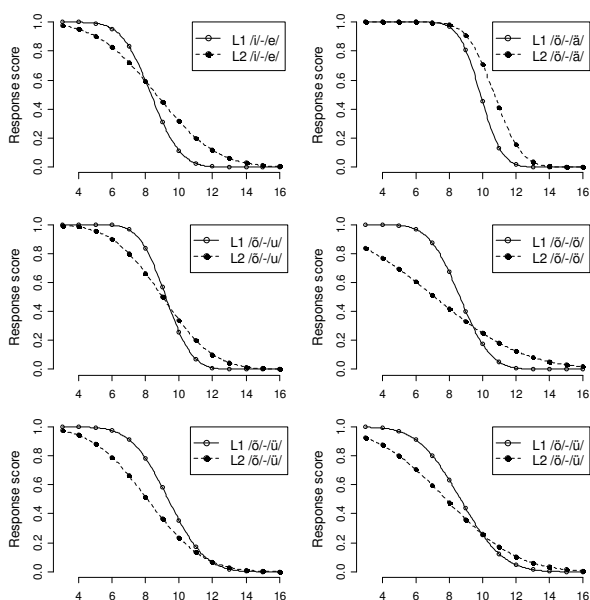 Response score
0.0 0.2 0.4 0.6 0.8 1.0
L1 /i/-/e/
L2 /i/-/e/
4 6 8 10 12 14 16
Response score
0.0 0.2 0.4 0.6 0.8 1.0
L1 /ö/-/ä/
L2 /ö/-/ä/
4 6 8 10 12 14 16
Response score
0.0 0.2 0.4 0.6 0.8 1.0
L1 /õ/-/u/
L2 /õ/-/u/
4 6 8 10 12 14 16
Response score
0.0 0.2 0.4 0.6 0.8 1.0
L1 /õ/-/ö/
L2 /õ/-/ö/
4 6 8 10 12 14 16
Response score
0.0 0.2 0.4 0.6 0.8 1.0
L1 /õ/-/ü/
L2 /õ/-/ü/
4 6 8 10 12 14 16
Response score
0.0 0.2 0.4 0.6 0.8 1.0
L1 /ö/-/ü/
L2 /ö/-/ü/
4 6 8 10 12 14 16